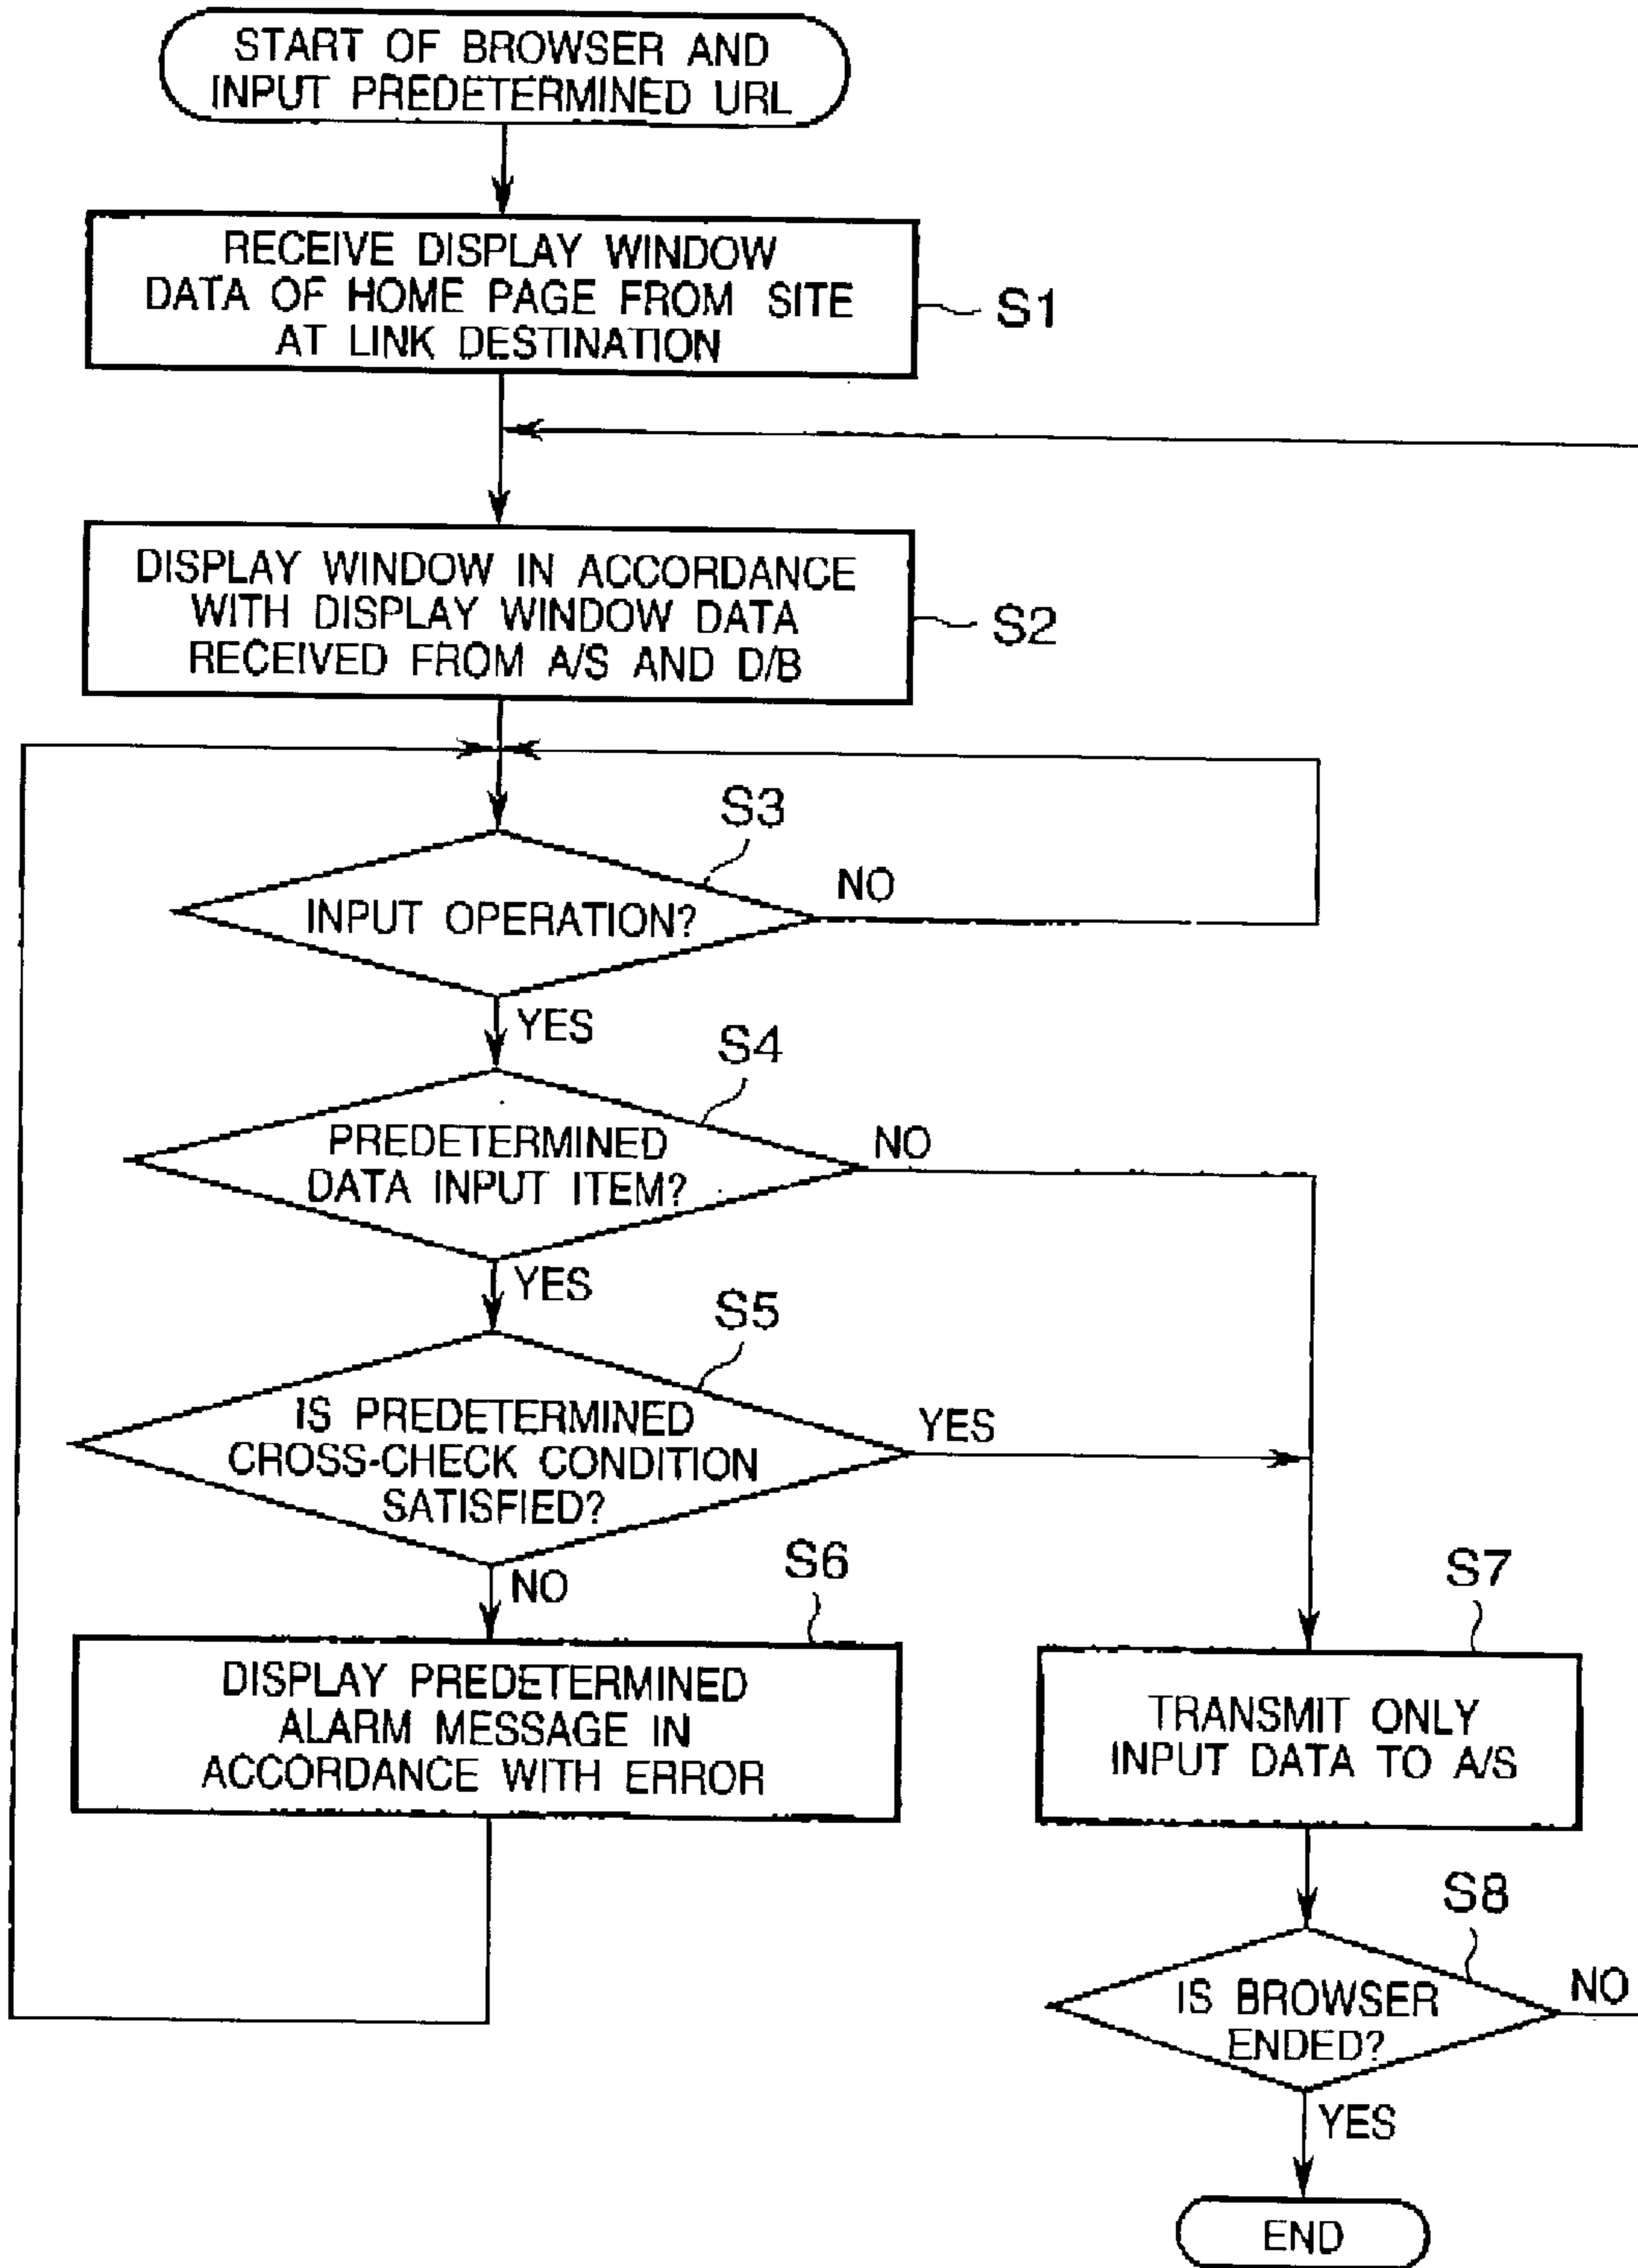 START OF BROWSER AND
INPUT PREDETERMINED URL
RECEIVE DISPLAY WINDOW
DATA OF HOME PAGE FROM SITE
AT LINK DESTINATION
S1
DISPLAY WINDOW IN ACCORDANCE
WITH DISPLAY WINDOW DATA
RECEIVED FROM A/S AND D/B
S2
S3
INPUT OPERATION?
NO
YES
S4
PREDETERMINED
DATA INPUT ITEM?
NO
YES
S5
IS PREDETERMINED
CROSS-CHECK CONDITION
SATISFIED?
YES
NO
S6
DISPLAY PREDETERMINED
ALARM MESSAGE IN
ACCORDANCE WITH ERROR
S7
TRANSMIT ONLY
INPUT DATA TO A/S
S8
IS BROWSER
ENDED?
NO
YES
END